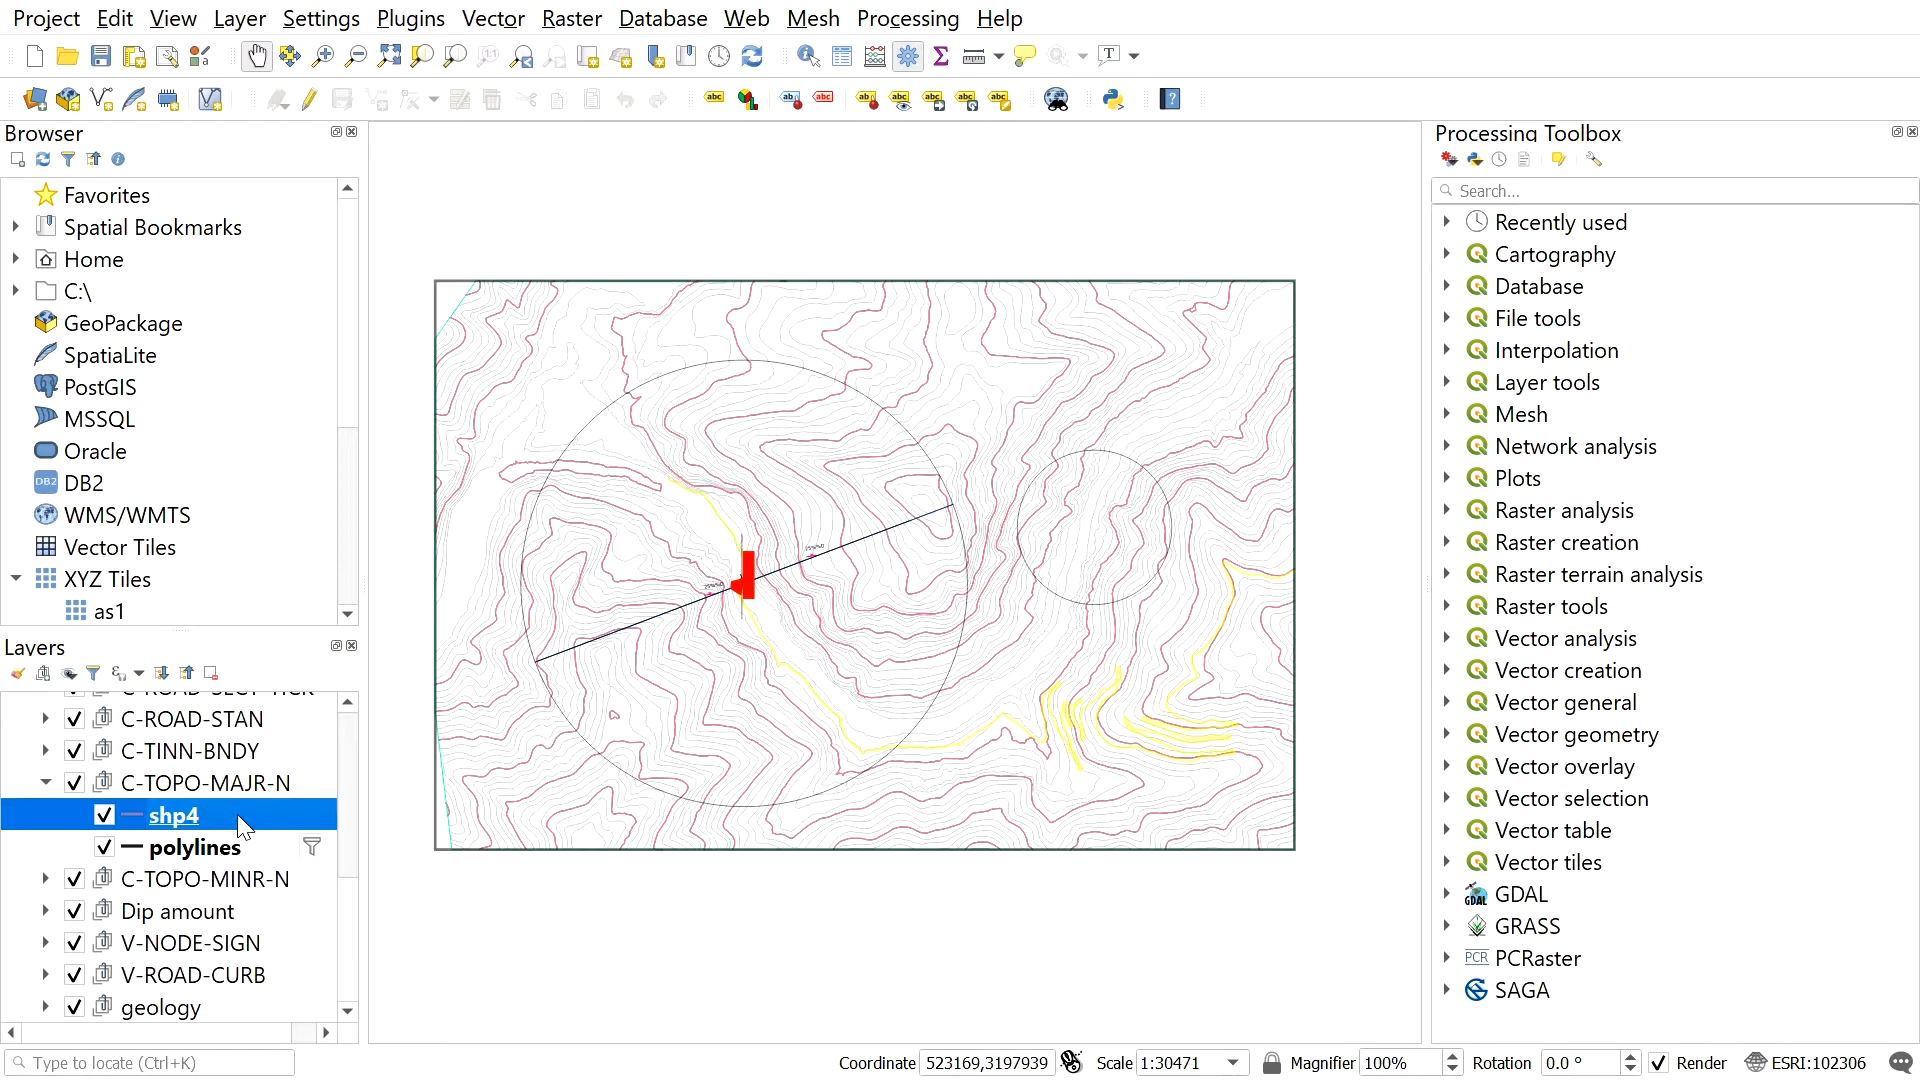 Project Edit View Layer Settings Plugins Vector Raster Database Web Mesh Processing Help
Browser
Favorites
Spatial Bookmarks
Home
C:\
GeoPackage
SpatiaLite
PostGIS
MSSQL
Oracle
DB2
WMS/WMTS
Vector Tiles
XYZ Tiles
as1
Layers
C-ROAD-STAN
C-TINN-BNDY
C-TOPO-MAJR-N
shp4
polylines
C-TOPO-MINR-N
Dip amount
V-NODE-SIGN
V-ROAD-CURB
geology
Type to locate (Ctrl+K)
Processing Toolbox
Search...
Recently used
Cartography
Database
File tools
Interpolation
Layer tools
Mesh
Network analysis
Plots
Raster analysis
Raster creation
Raster terrain analysis
Raster tools
Vector analysis
Vector creation
Vector general
Vector geometry
Vector overlay
Vector selection
Vector table
Vector tiles
GDAL
GRASS
PCRaster
SAGA
Coordinate 523169,3197939 Scale 1:30471 Magnifier 100% Rotation 0.0 ° Render ESRI:102306